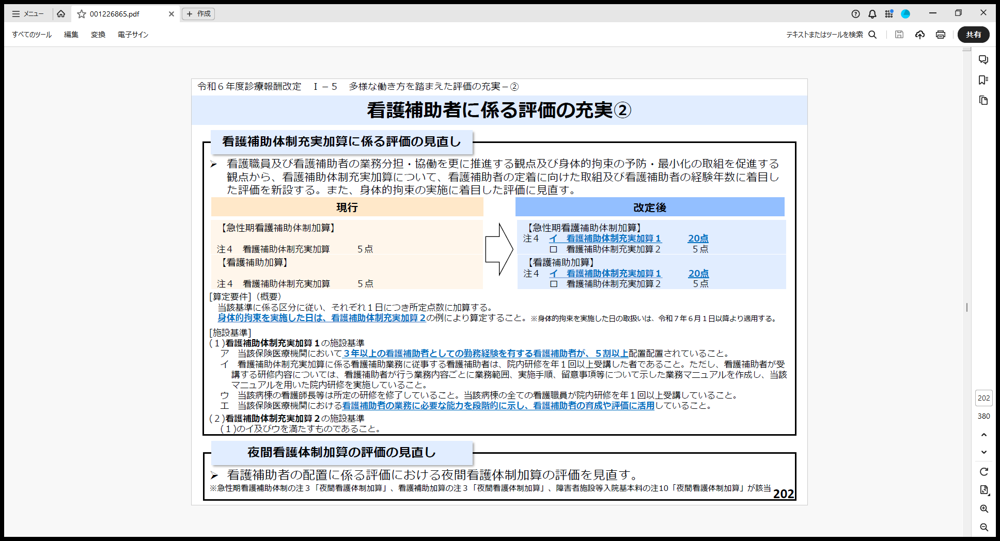 メニュー
001226865.pdf
作成
すべてのツール 編集 変換 電子サイン
テキストまたはツールを検索
共有
令和６年度診療報酬改定 Ⅰ－５ 多様な働き方を踏まえた評価の充実－②
看護補助者に係る評価の充実②
看護補助体制充実加算に係る評価の見直し
➢ 看護職員及び看護補助者の業務分担・協働を更に推進する観点及び身体的拘束の予防・最小化の取組を促進する
観点から、看護補助体制充実加算について、看護補助者の定着に向けた取組及び看護補助者の経験年数に着目し
た評価を新設する。また、身体的拘束の実施に着目した評価に見直す。
現行
【急性期看護補助体制加算】
注４ 看護補助体制充実加算 ５点
【看護補助加算】
注４ 看護補助体制充実加算 ５点
改定後
【急性期看護補助体制加算】
注４ イ 看護補助体制充実加算１ 20点
ロ 看護補助体制充実加算２ ５点
【看護補助加算】
注４ イ 看護補助体制充実加算１ 20点
ロ 看護補助体制充実加算２ ５点
[算定要件]（概要）
当該基準に係る区分に従い、それぞれ１日につき所定点数に加算する。
身体的拘束を実施した日は、看護補助体制充実加算２の例により算定すること。※身体的拘束を実施した日の取扱いは、令和７年６月１日以降より適用する。
[施設基準]
(１)看護補助体制充実加算１の施設基準
ア 当該保険医療機関において３年以上の看護補助者としての勤務経験を有する看護補助者が、５割以上配置配置されていること。
イ 看護補助体制充実加算に係る看護補助業務に従事する看護補助者は、院内研修を年１回以上受講した者であること。ただし、看護補助者が受
講する研修内容については、看護補助者が行う業務内容ごとに業務範囲、実施手順、留意事項等について示した業務マニュアルを作成し、当該
マニュアルを用いた院内研修を実施していること。
ウ 当該病棟の看護師長等は所定の研修を修了していること。当該病棟の全ての看護職員が院内研修を年１回以上受講していること。
エ 当該保険医療機関における看護補助者の業務に必要な能力を段階的に示し、看護補助者の育成や評価に活用していること。
(２)看護補助体制充実加算２の施設基準
(１)のイ及びウを満たすものであること。
夜間看護体制加算の評価の見直し
➢ 看護補助者の配置に係る評価における夜間看護体制加算の評価を見直す。
※急性期看護補助体制の注３「夜間看護体制加算」、看護補助加算の注３「夜間看護体制加算」、障害者施設等入院基本料の注10「夜間看護体制加算」が該当
202
202
380